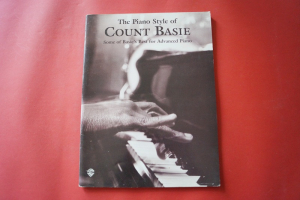 The Piano Style of
COUNT BASIE
Some of Basie's Best for Advanced Piano